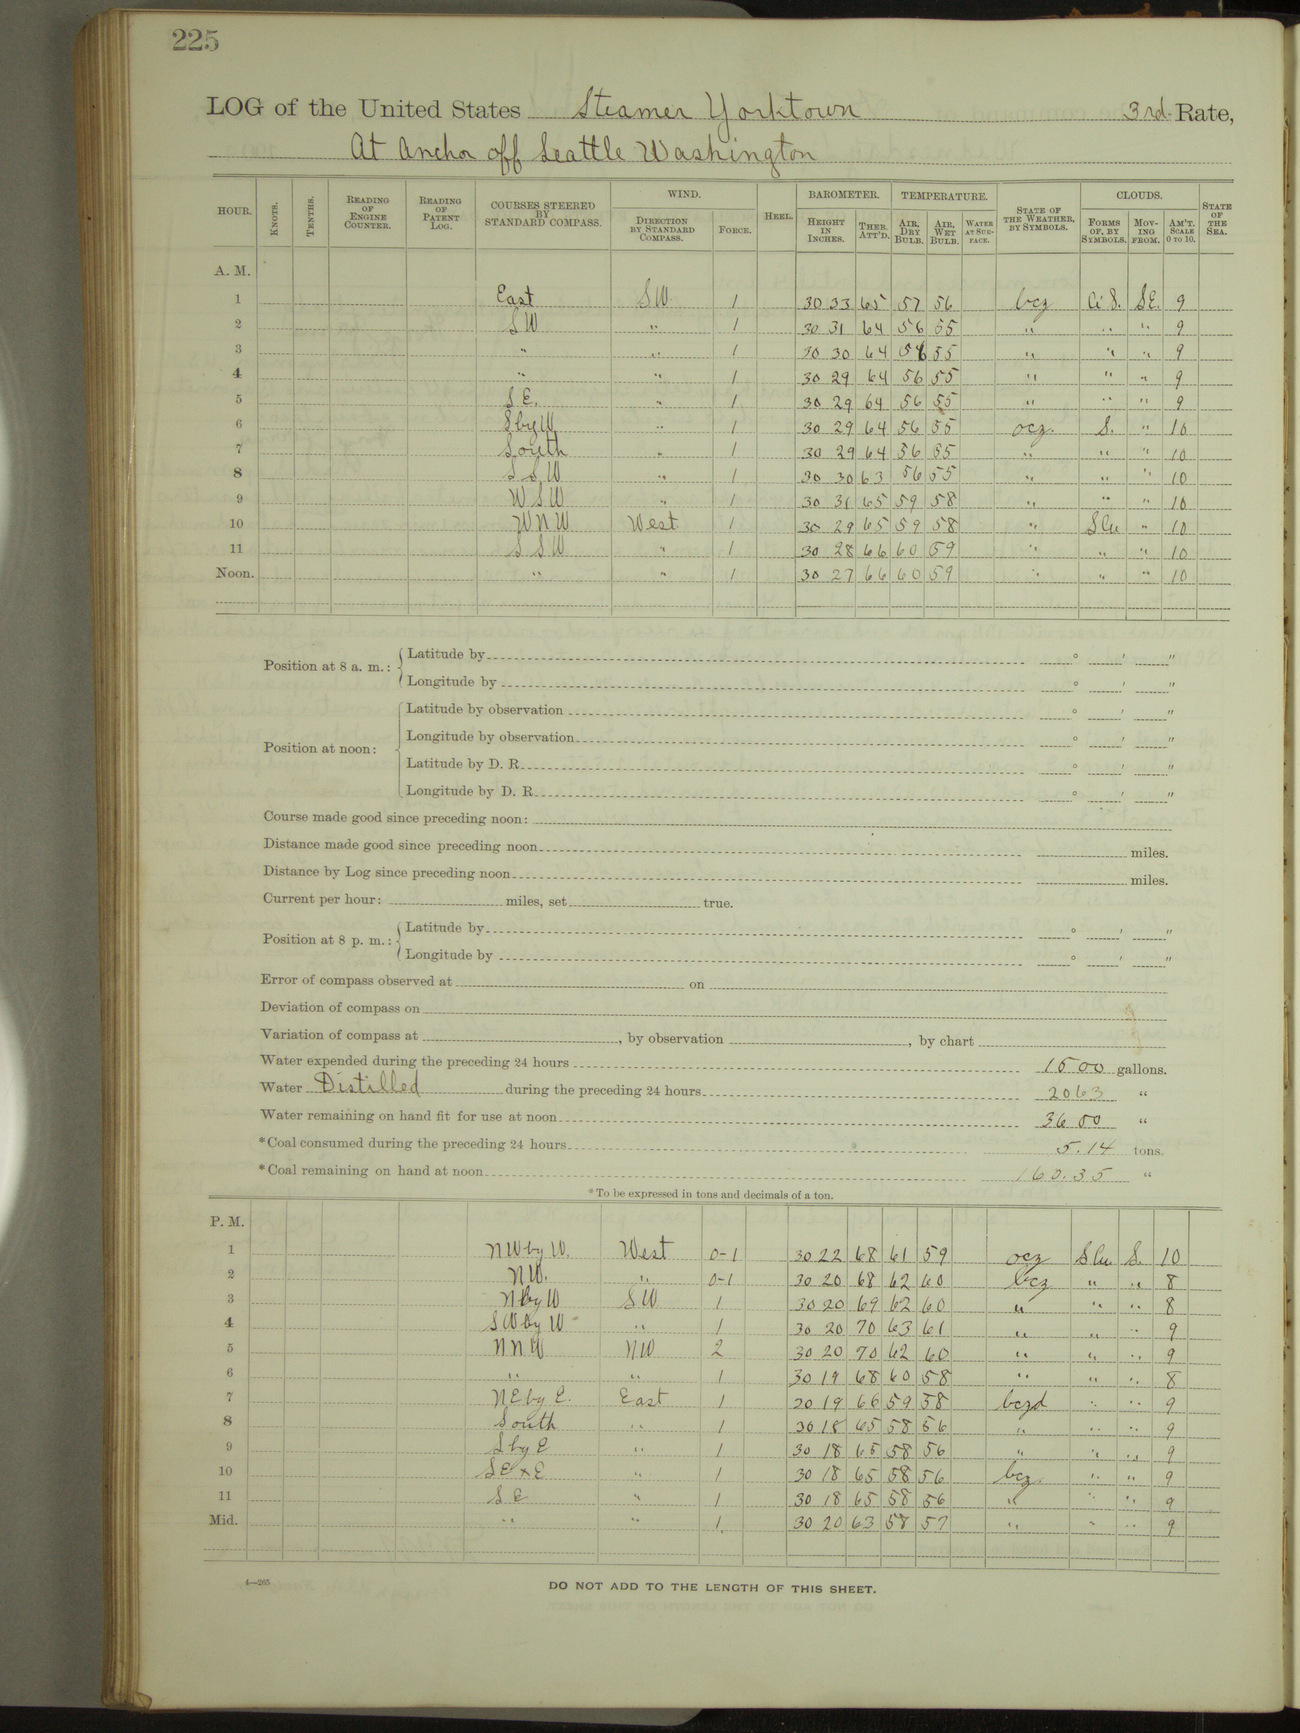 225
LOG of the United States Steamer Yorktown 3rd Rate,
At Anchor off Seattle Washington
HOUR. KNOTS. TENTHS. READING OF ENGINE COUNTER. READING OF PATENT LOG. COURSES STEERED BY STANDARD COMPASS. WIND. DIRECTION BY STANDARD COMPASS. FORCE. HEEL. BAROMETER. HEIGHT IN INCHES. THER. ATT'D. TEMPERATURE. AIR, DRY BULB. AIR, WET BULB. WATER AT SURFACE. STATE OF THE WEATHER, BY SYMBOLS. CLOUDS. FORMS OF, BY SYMBOLS. MOVING FROM. AM'T. SCALE 0 TO 10. STATE OF THE SEA.
A. M.
1 East SW 1 30 33 65 57 56 bcz Ci S. SE. 9
2 SW " 1 30 31 64 56 55 " " " 9
3 " " 1 30 30 64 56 55 " " " 9
4 " " 1 30 29 64 56 55 " " " 9
5 S E. " 1 30 29 64 56 55 " " " 9
6 S by W " 1 30 29 64 56 55 ocz. S. " 10
7 South " 1 30 29 64 56 55 " " " 10
8 S S W " 1 30 30 63 56 55 " " " 10
9 W S W " 1 30 31 65 59 58 " " " 10
10 W N W West 1 30 29 65 59 58 " S Cu " 10
11 S S W " 1 30 28 66 60 59 " " " 10
Noon. " " 1 30 27 66 60 59 " " " 10
Position at 8 a. m.: Latitude by ° ' "
Longitude by ° ' "
Position at noon: Latitude by observation ° ' "
Longitude by observation ° ' "
Latitude by D. R. ° ' "
Longitude by D. R. ° ' "
Course made good since preceding noon:
Distance made good since preceding noon miles.
Distance by Log since preceding noon miles.
Current per hour: miles, set true.
Position at 8 p. m.: Latitude by ° ' "
Longitude by ° ' "
Error of compass observed at on
Deviation of compass on
Variation of compass at , by observation , by chart
Water expended during the preceding 24 hours 1500 gallons.
Water Distilled during the preceding 24 hours 2063 "
Water remaining on hand fit for use at noon 3600 "
*Coal consumed during the preceding 24 hours 5.14 tons.
*Coal remaining on hand at noon 160.35 "
*To be expressed in tons and decimals of a ton.
P. M.
1 NW by W. West 0-1 30 22 68 61 59 ocz S Cu S. 10
2 NW. " 0-1 30 20 68 62 60 bcz " " 8
3 N by W SW 1 30 20 69 62 60 " " " 8
4 SW by W " 1 30 20 70 63 61 " " " 9
5 N N W NW 2 30 20 70 62 60 " " " 9
6 " " 1 30 19 68 60 58 " " " 8
7 NE by E. East 1 20 19 66 59 58 bczd " " 9
8 South " 1 30 18 65 58 56 " " " 9
9 S by E " 1 30 18 65 58 56 " " " 9
10 SE x E " 1 30 18 65 58 56 bcz. " " 9
11 S E " 1 30 18 65 58 56 " " " 9
Mid. " " 1 30 20 63 58 57 " " " 9
4—265
DO NOT ADD TO THE LENGTH OF THIS SHEET.